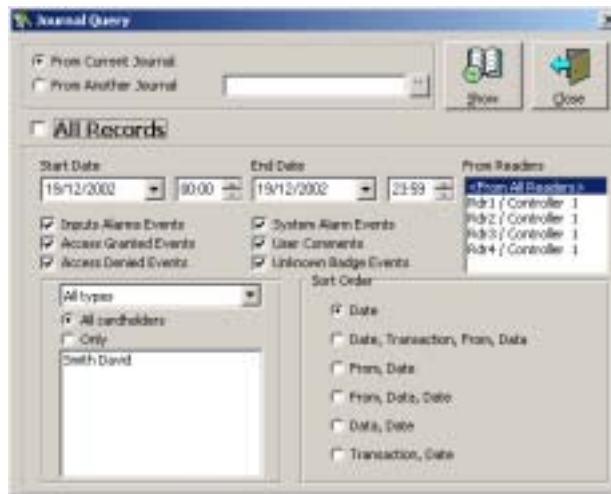 Journal Query
From Current Journal
From Another Journal
...
Show
Close
All Records
Start Date
End Date
From Readers
19/12/2002
00:00
19/12/2002
23:59
<From All Readers>
Rdr1 / Controller 1
Rdr2 / Controller 1
Rdr3 / Controller 1
Rdr4 / Controller 1
Inputs Alarms Events
System Alarm Events
Access Granted Events
User Comments
Access Denied Events
Unknown Badge Events
All types
All cardholders
Only
Smith David
Sort Order
Date
Date, Transaction, From, Data
From, Date
From, Data, Date
Data, Date
Transaction, Date